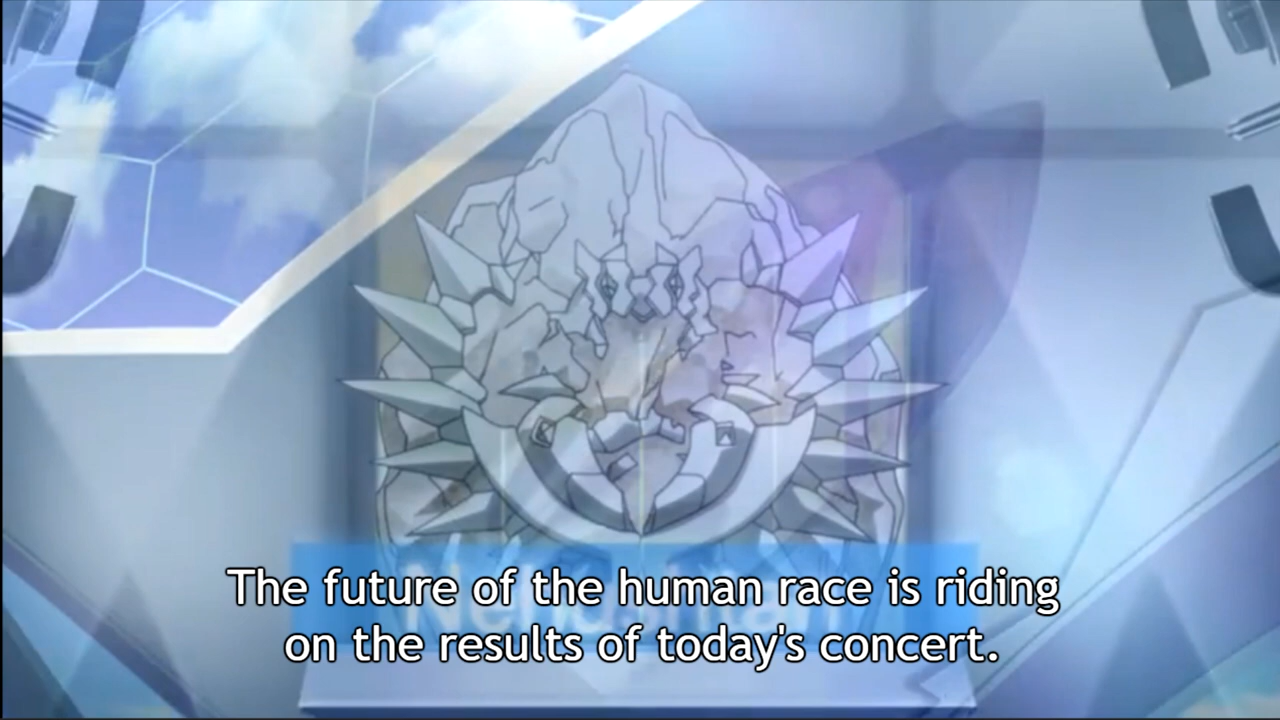 The future of the human race is riding
on the results of today's concert.